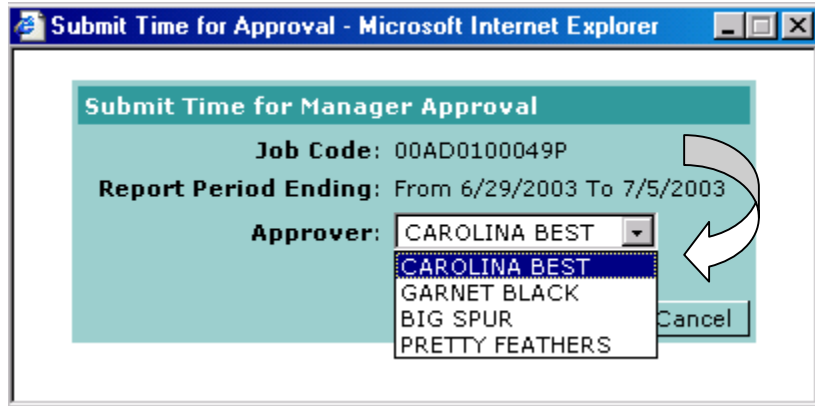 Submit Time for Approval - Microsoft Internet Explorer
Submit Time for Manager Approval
Job Code: 00AD0100049P
Report Period Ending: From 6/29/2003 To 7/5/2003
Approver: CAROLINA BEST
CAROLINA BEST
GARNET BLACK
BIG SPUR
Cancel
PRETTY FEATHERS